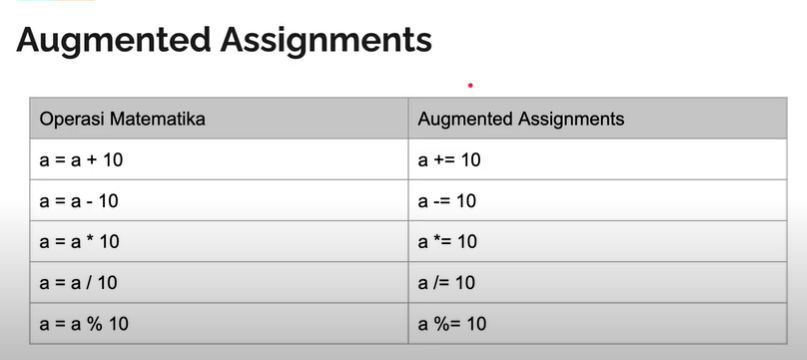 Augmented Assignments
Operasi Matematika Augmented Assignments
a = a + 10 a += 10
a = a - 10 a -= 10
a = a * 10 a *= 10
a = a / 10 a /= 10
a = a % 10 a %= 10